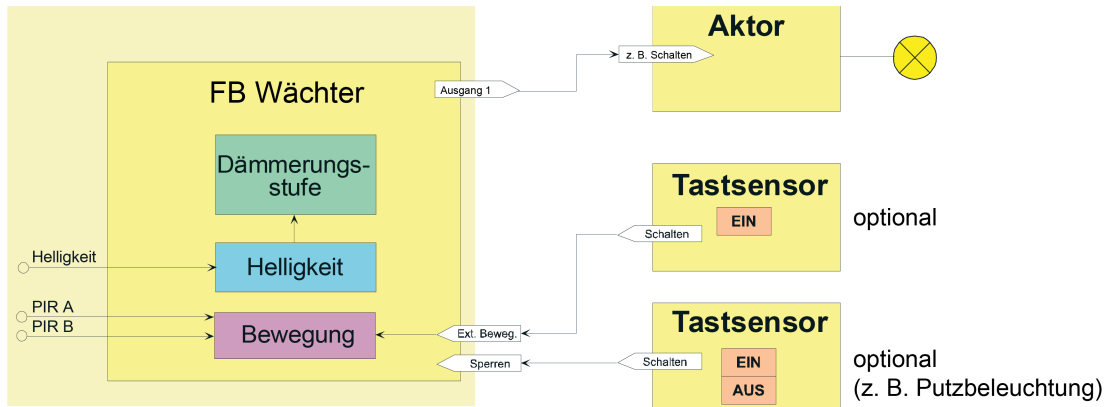 FB Wächter
Dämmerungs-
stufe
Helligkeit
Helligkeit
PIR A
PIR B
Bewegung
Ausgang 1
Ext. Beweg.
Sperren
Aktor
z. B. Schalten
Tastsensor
EIN
Schalten
optional
Tastsensor
Schalten
EIN
AUS
optional
(z. B. Putzbeleuchtung)